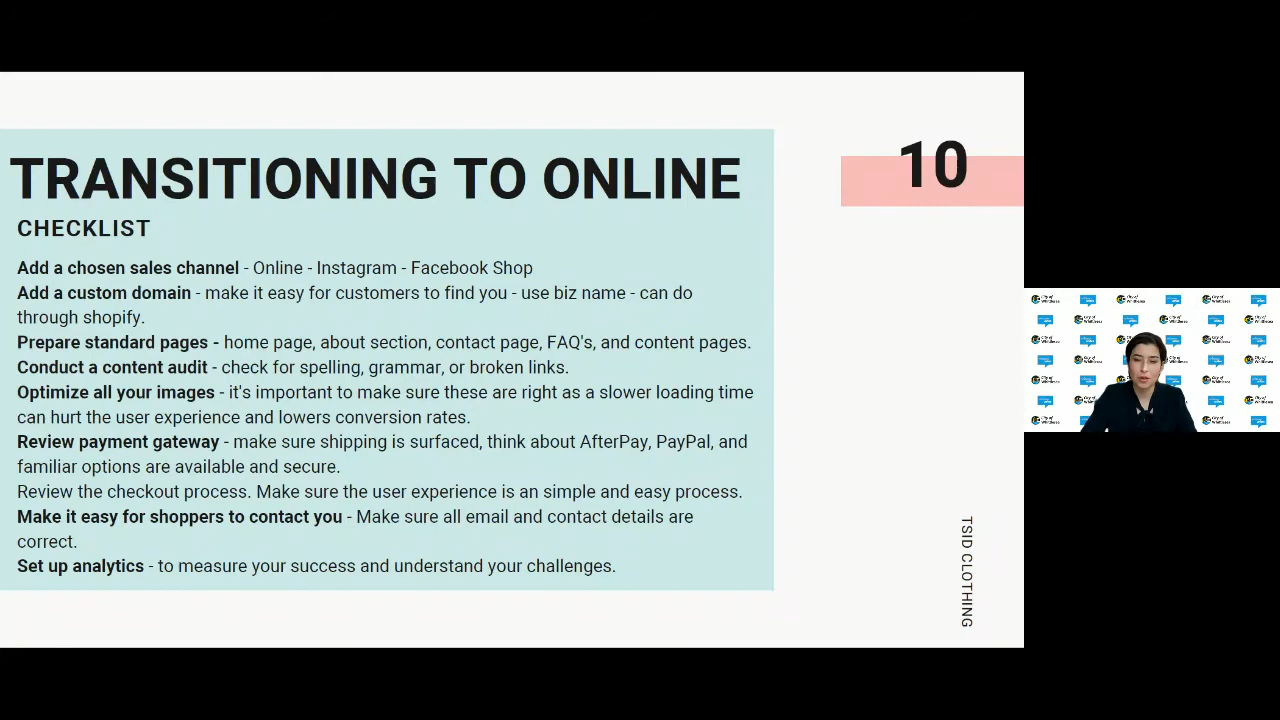 TRANSITIONING TO ONLINE
10
CHECKLIST
Add a chosen sales channel - Online - Instagram - Facebook Shop
Add a custom domain - make it easy for customers to find you - use biz name - can do
through shopify.
Prepare standard pages - home page, about section, contact page, FAQ's, and content pages.
Conduct a content audit - check for spelling, grammar, or broken links.
Optimize all your images - it's important to make sure these are right as a slower loading time
can hurt the user experience and lowers conversion rates.
Review payment gateway - make sure shipping is surfaced, think about AfterPay, PayPal, and
familiar options are available and secure.
Review the checkout process. Make sure the user experience is an simple and easy process.
Make it easy for shoppers to contact you - Make sure all email and contact details are
correct.
Set up analytics - to measure your success and understand your challenges.
TSID CLOTHING
City of
Whittlesea